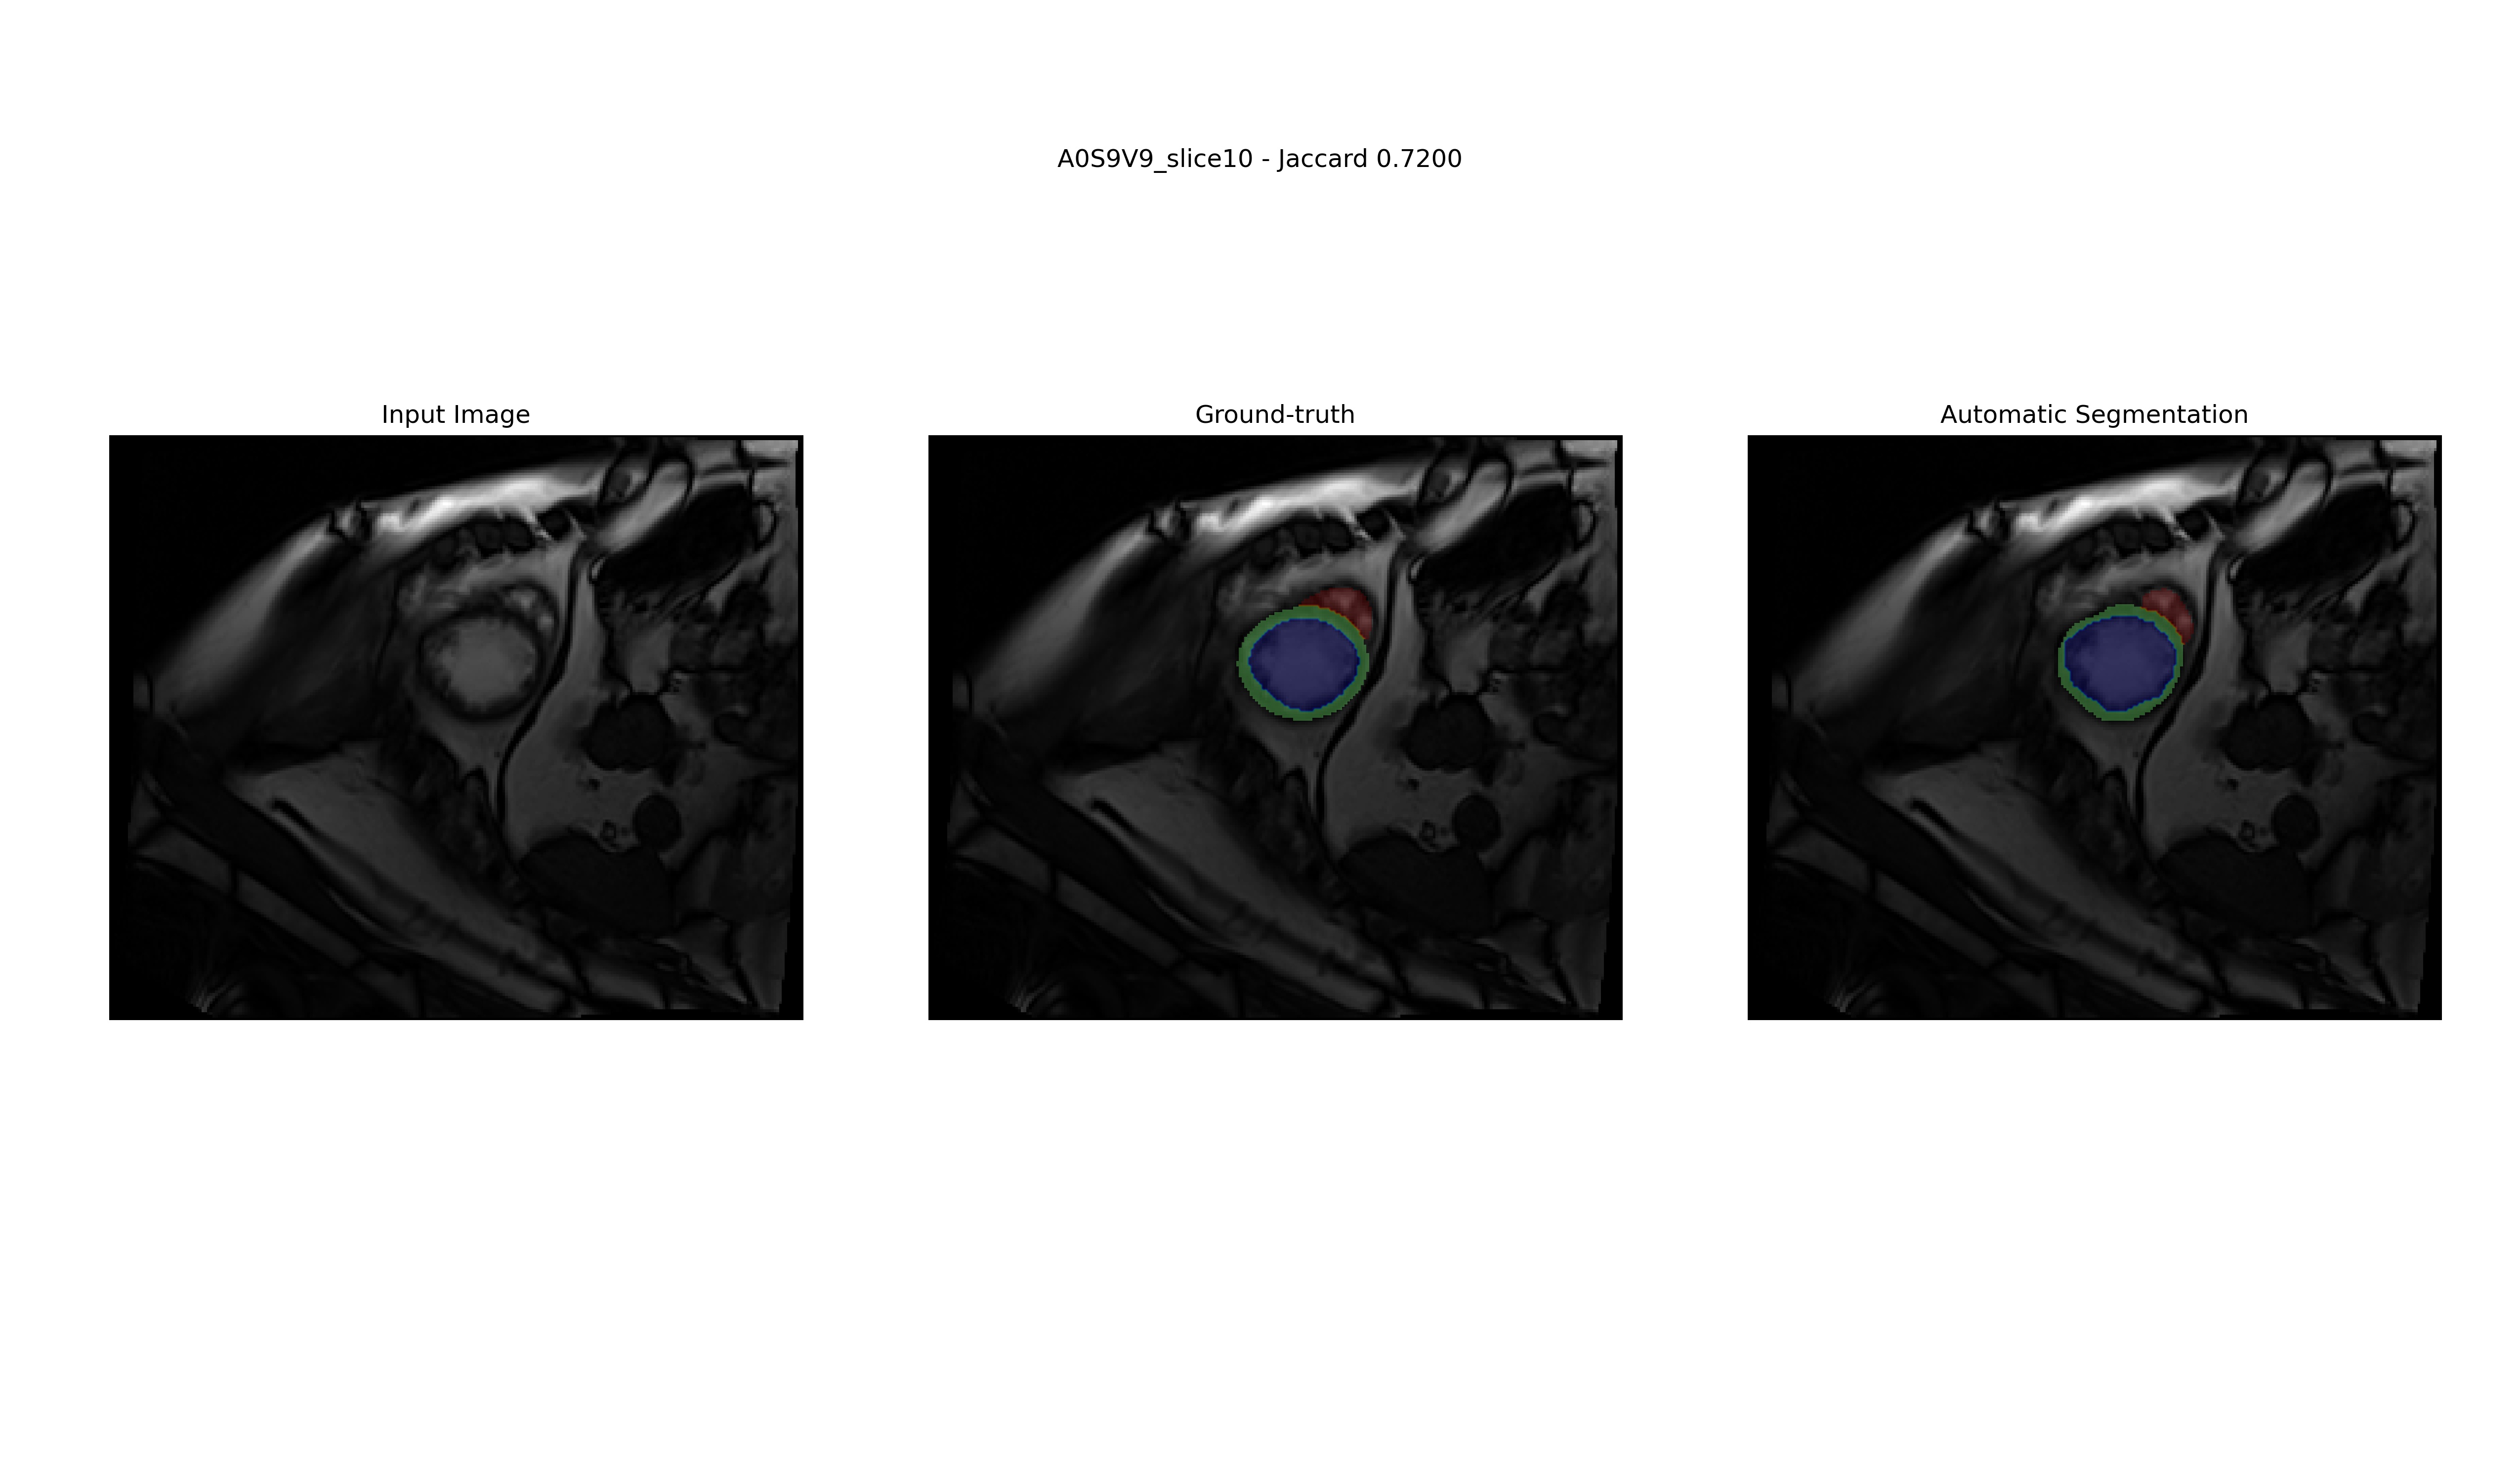 A0S9V9_slice10 - Jaccard 0.7200
Input Image
Ground-truth
Automatic Segmentation